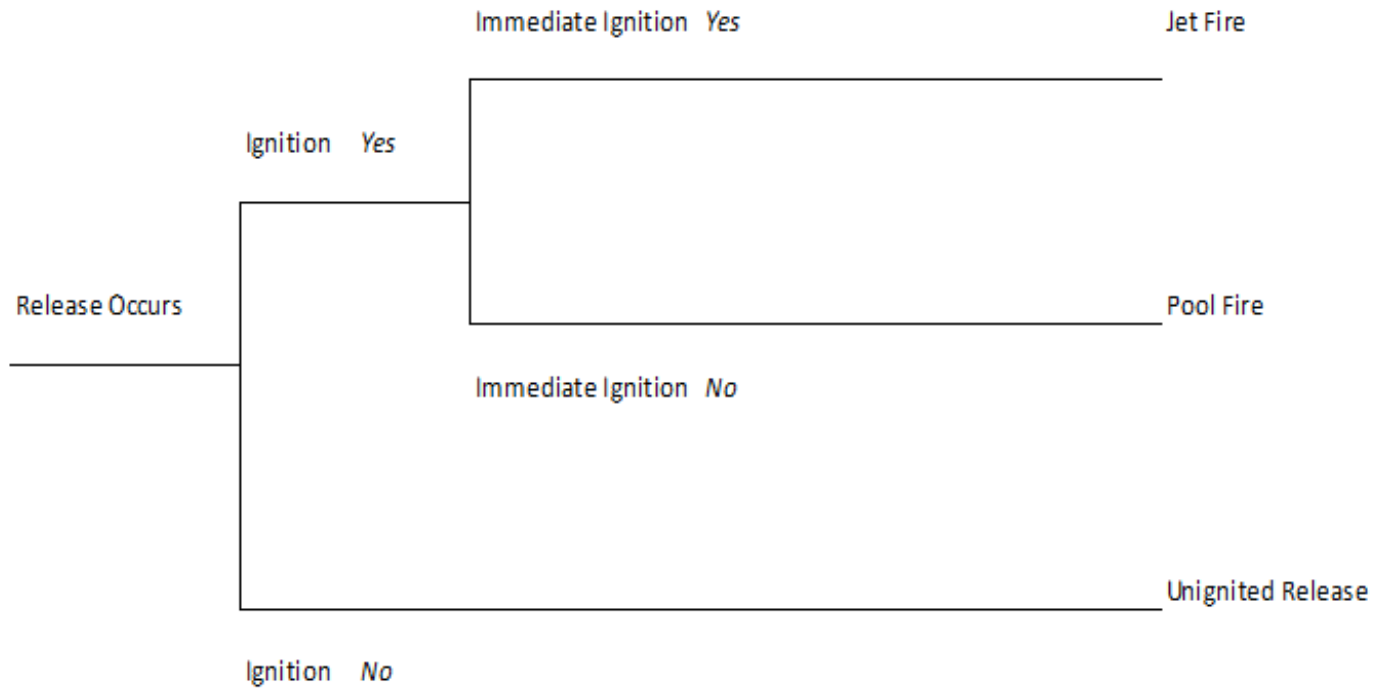 Immediate Ignition Yes Jet Fire
Ignition Yes
Release Occurs Pool Fire
Immediate Ignition No
Unignited Release
Ignition No